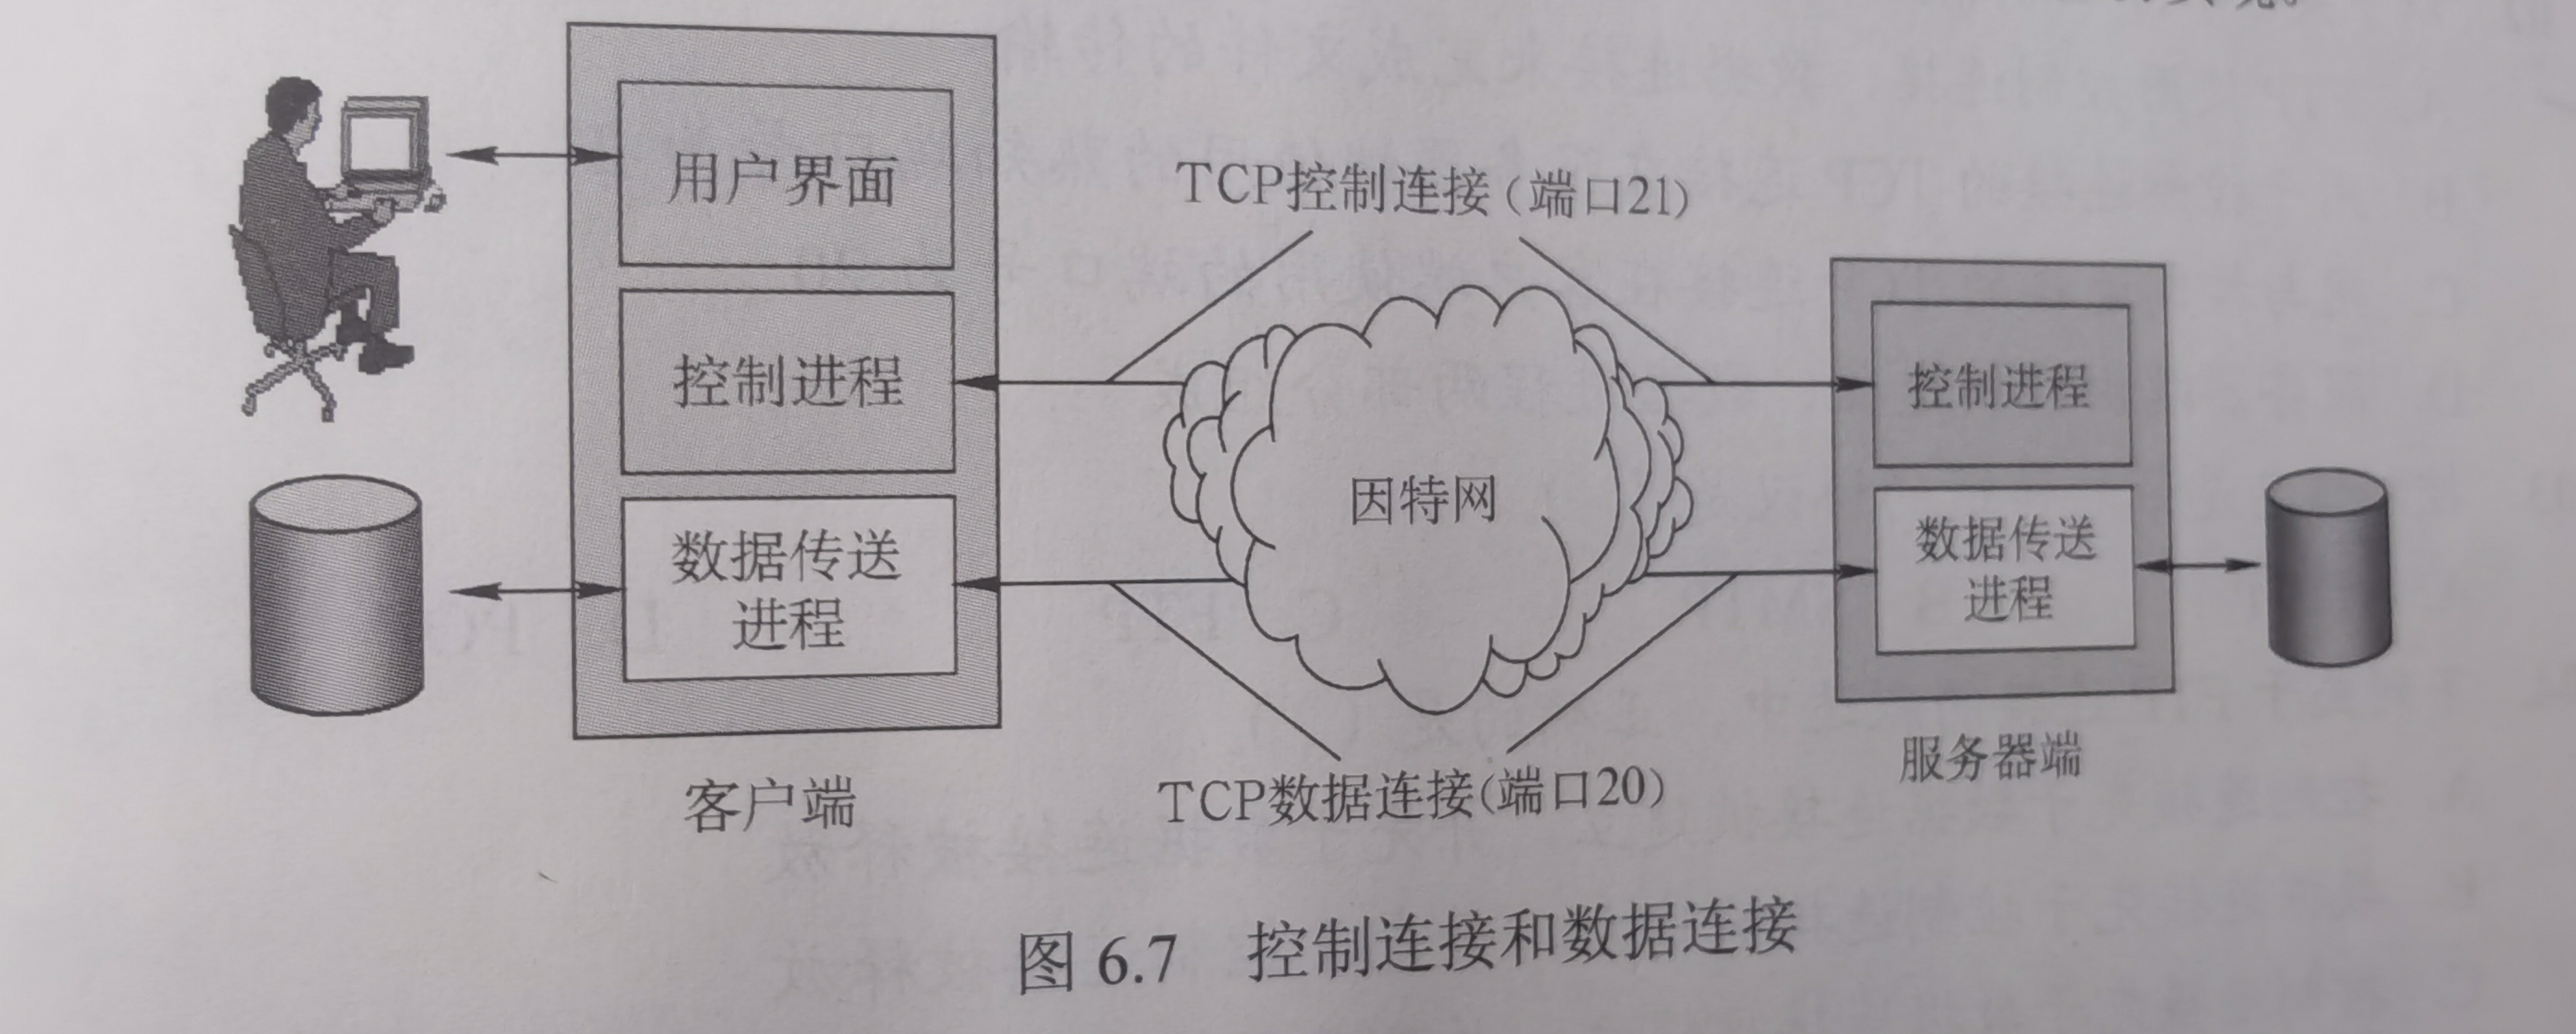 用户界面
控制进程
数据传送
进程
客户端
TCP控制连接(端口21)
因特网
TCP数据连接(端口20)
控制进程
数据传送
进程
服务器端
图 6.7 控制连接和数据连接